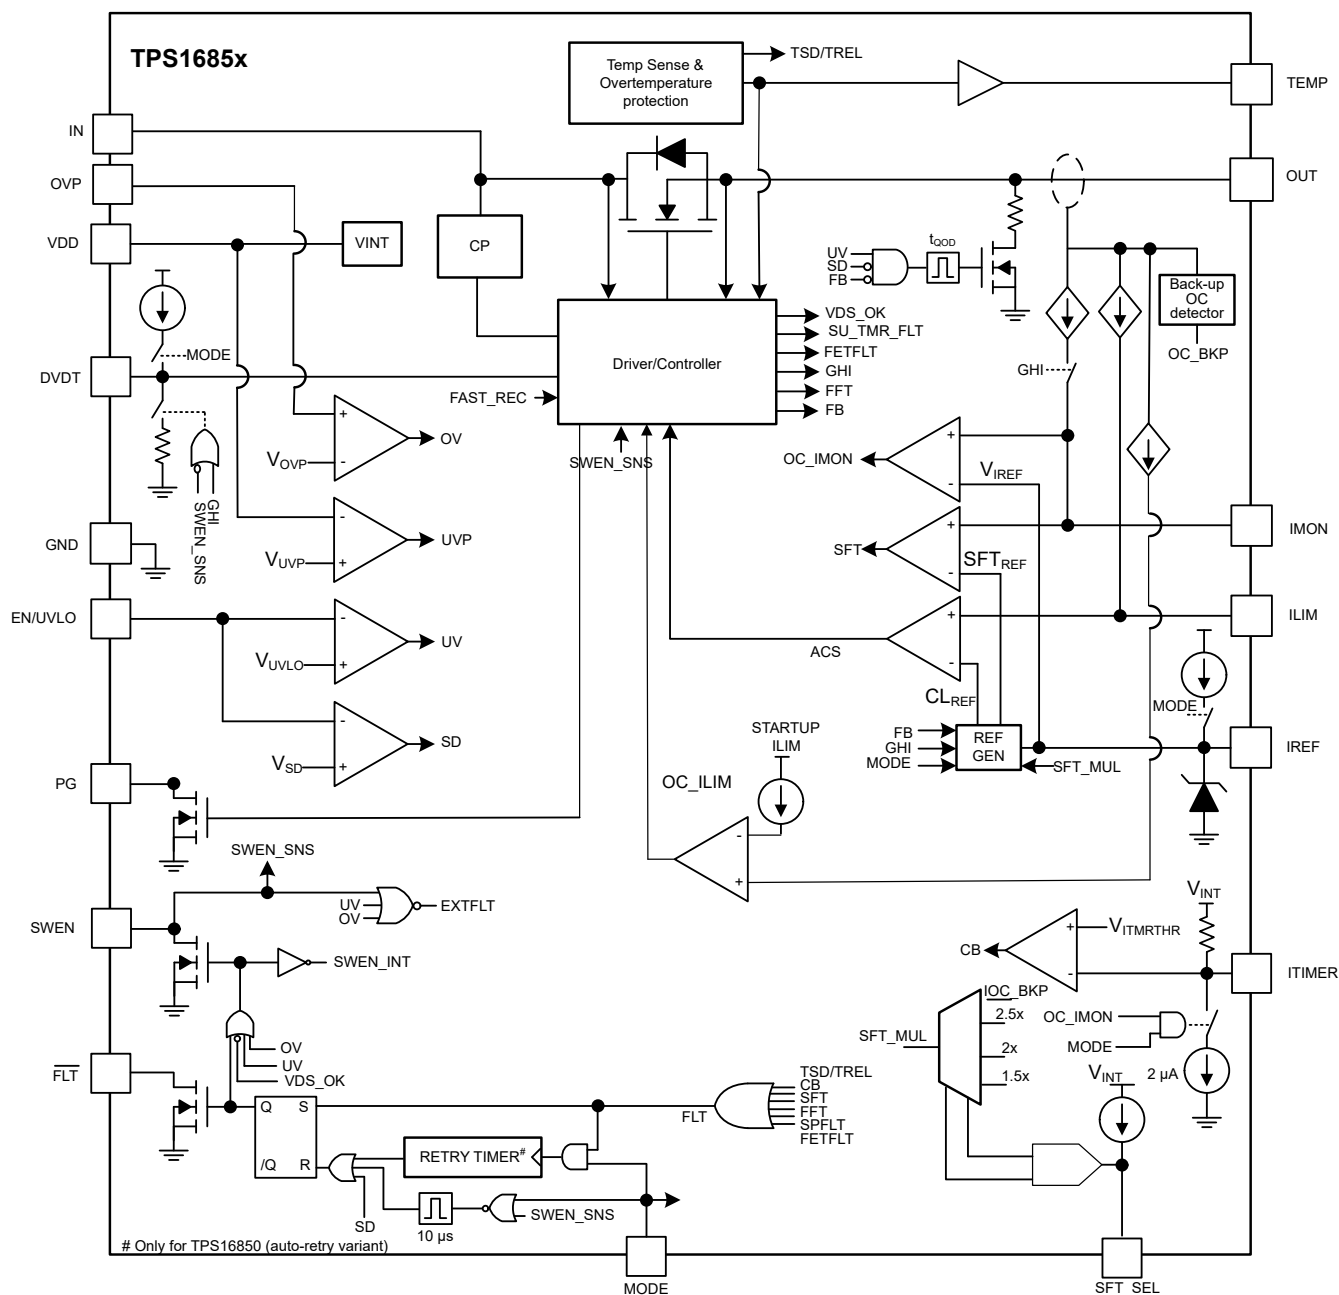 TPS1685x
Temp Sense &
Overtemperature
protection
TSD/TREL
TEMP
IN
OVP
OUT
VDD
VINT
CP
tQOD
UV
SD
FB
Back-up
OC
detector
OC_BKP
MODE
VDS_OK
SU_TMR_FLT
FETFLT
GHI
FFT
FB
Driver/Controller
GHI
DVDT
FAST_REC
+
OV
VOVP
-
SWEN_SNS
OC_IMON
+
VIREF
-
GHI
SWEN_SNS
GND
-
UVP
VUVP
+
IMON
SFT
+
SFTREF
-
EN/UVLO
-
UV
VUVLO
+
ILIM
+
ACS
-
CLREF
MODE
-
SD
VSD
+
STARTUP
ILIM
FB
GHI
MODE
REF
GEN
SFT_MUL
IREF
PG
OC_ILIM
-
+
SWEN_SNS
UV
OV
EXTFLT
SWEN
SWEN_INT
VINT
+
VITMRTHR
CB
-
ITIMER
IOC_BKP
2.5x
2x
1.5x
SFT_MUL
OC_IMON
MODE
2 µA
OV
UV
VDS_OK
FLT
VINT
Q
S
/Q
R
FLT
TSD/TREL
CB
SFT
FFT
SPFLT
FETFLT
RETRY TIMER#
SD
10 µs
SWEN_SNS
# Only for TPS16850 (auto-retry variant)
MODE
SFT_SEL